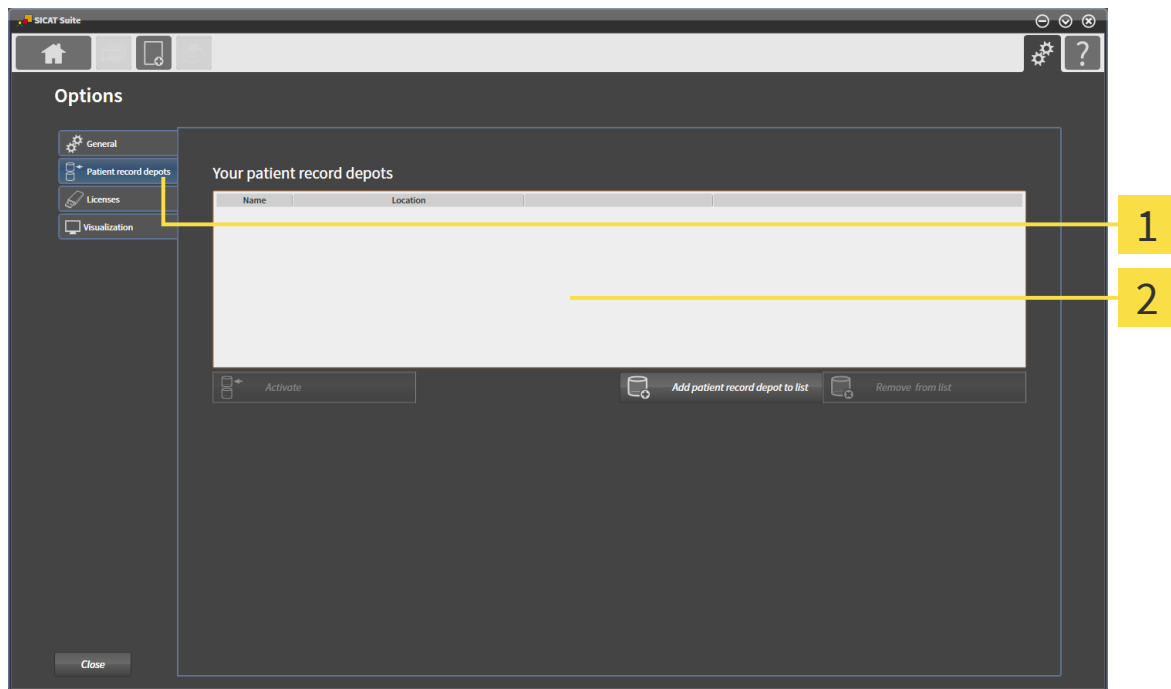 SICAT Suite
?
Options
General
Patient record depots
Licenses
Visualization
Your patient record depots
Name Location
1
2
Activate
Add patient record depot to list
Remove from list
Close